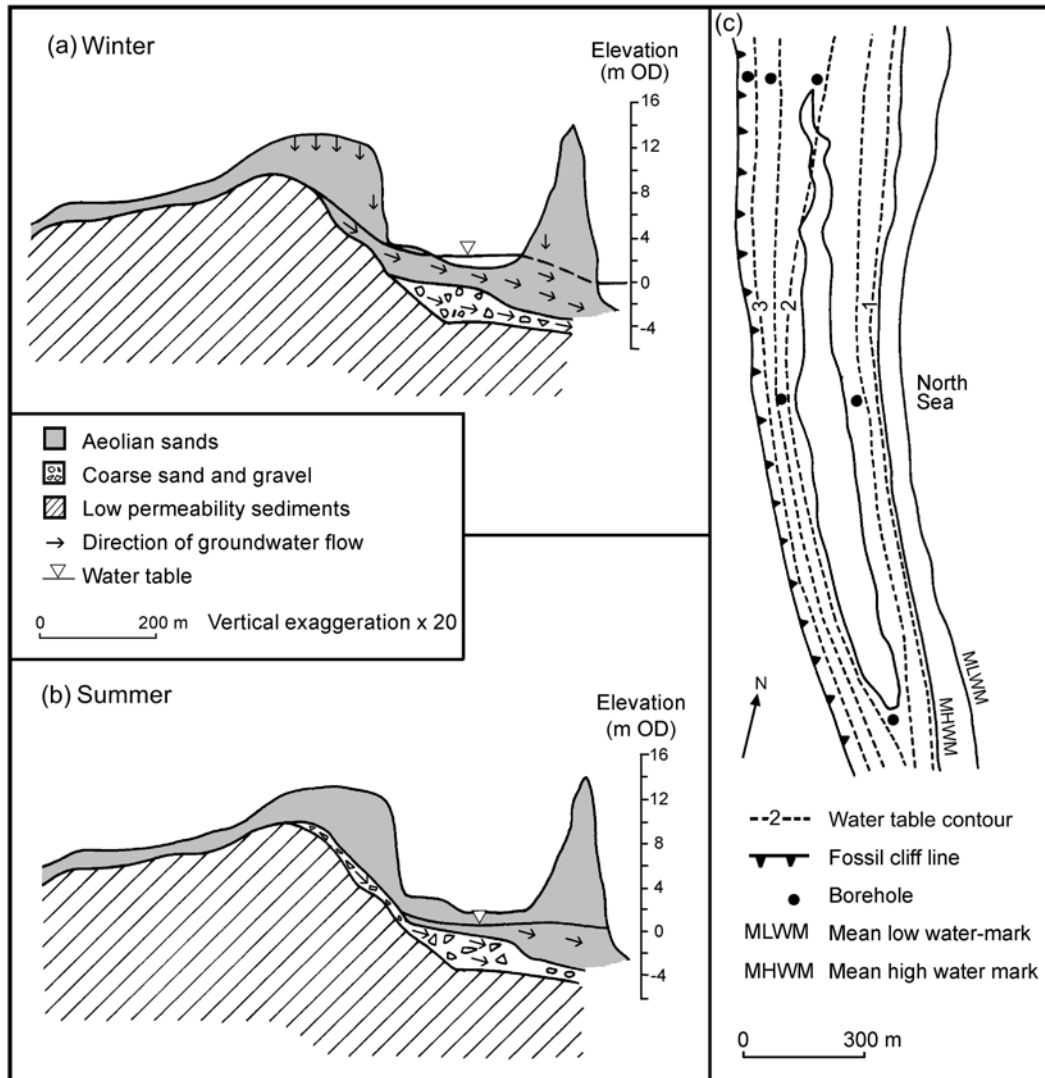 (a) Winter
Elevation
(m OD)
16
12
8
4
0
-4
Aeolian sands
Coarse sand and gravel
Low permeability sediments
Direction of groundwater flow
Water table
0 200 m Vertical exaggeration x 20
(b) Summer
Elevation
(m OD)
16
12
8
4
0
-4
(c)
3
2
1
North
Sea
N
MHWM
MLWM
--2-- Water table contour
Fossil cliff line
Borehole
MLWM Mean low water-mark
MHWM Mean high water mark
0 300 m